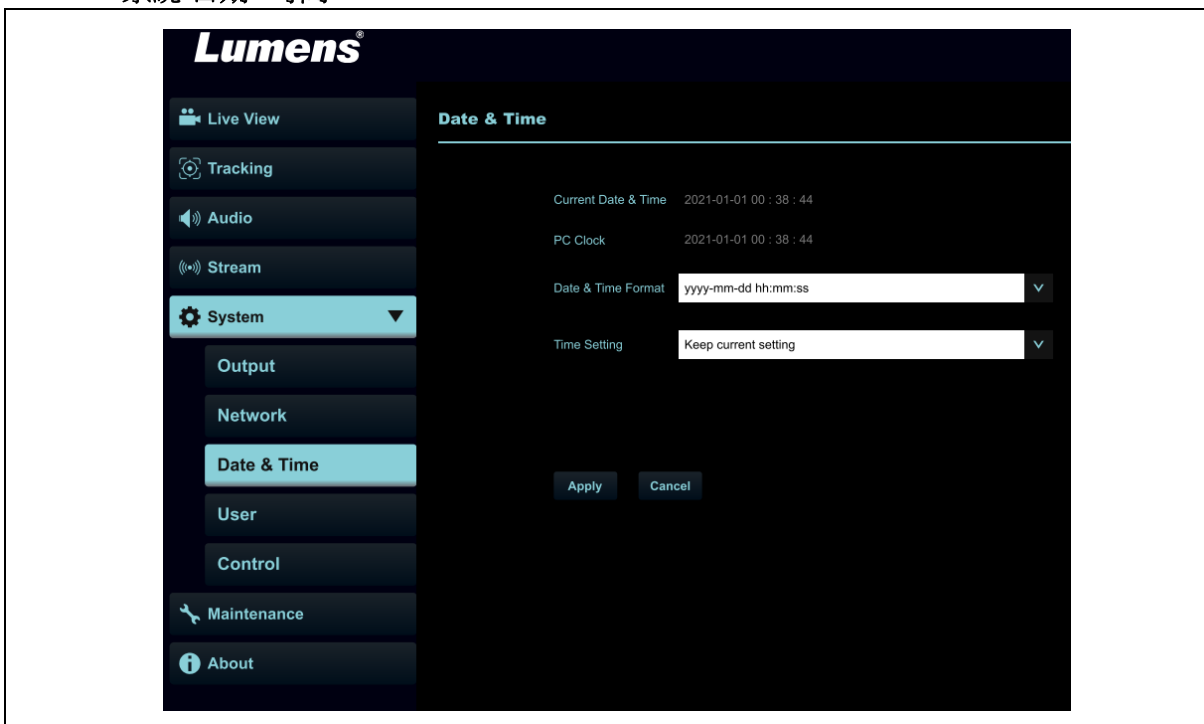 Lumens®
Live View
Tracking
Audio
Stream
System
Output
Network
Date & Time
User
Control
Maintenance
About
Date & Time
Current Date & Time 2021-01-01 00 : 38 : 44
PC Clock 2021-01-01 00 : 38 : 44
Date & Time Format yyyy-mm-dd hh:mm:ss
Time Setting Keep current setting
Apply Cancel